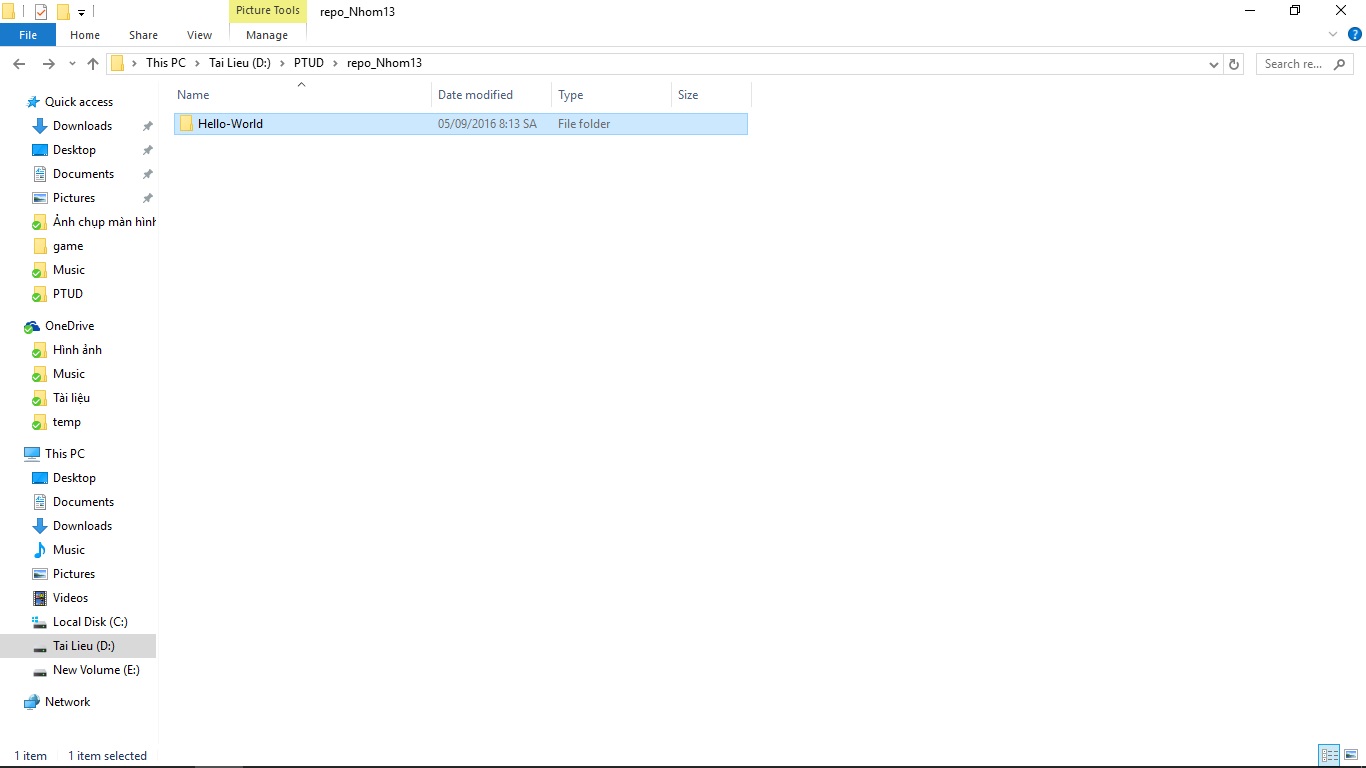 Picture Tools
repo_Nhom13
File
Home
Share
View
Manage
This PC
Tai Lieu (D:)
PTUD
repo_Nhom13
Search re...
Name
Date modified
Type
Size
Hello-World
05/09/2016 8:13 SA
File folder
Quick access
Downloads
Desktop
Documents
Pictures
Ảnh chụp màn hình
game
Music
PTUD
OneDrive
Hình ảnh
Music
Tài liệu
temp
This PC
Desktop
Documents
Downloads
Music
Pictures
Videos
Local Disk (C:)
Tai Lieu (D:)
New Volume (E:)
Network
1 item
1 item selected